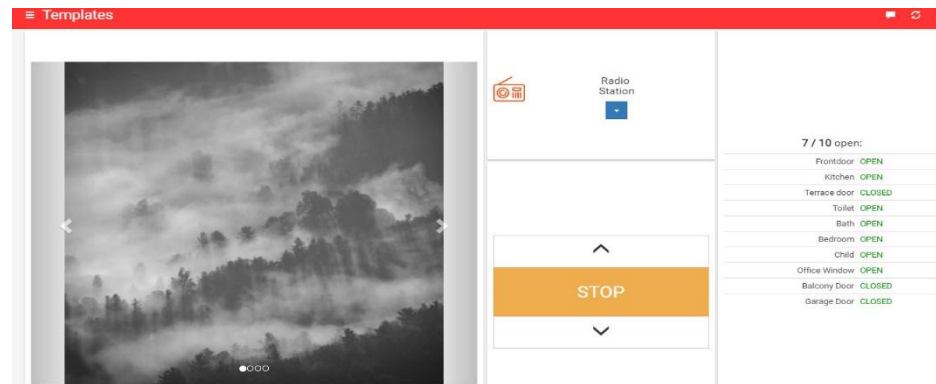 Templates
Radio
Station
STOP
7 / 10 open:
Frontdoor OPEN
Kitchen OPEN
Terrace door CLOSED
Toilet OPEN
Bath OPEN
Bedroom OPEN
Child OPEN
Office Window OPEN
Balcony Door CLOSED
Garage Door CLOSED